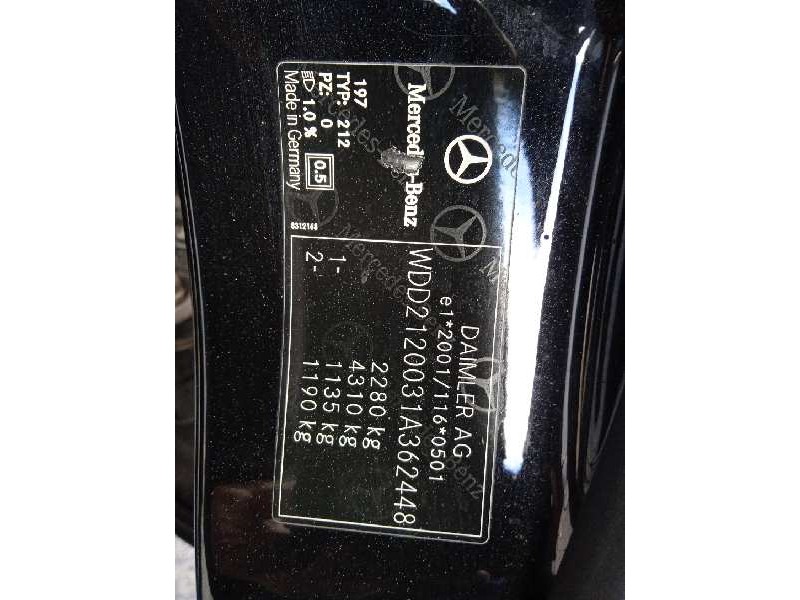 Mercedes-Benz
197
TYP: 212
PZ: 0
1.0 %
Made in Germany
0.5
6312148
DAIMLER AG
e1*2001/116*0501
WDD2120031A362448
2280 kg
4310 kg
1- 1135 kg
2- 1190 kg